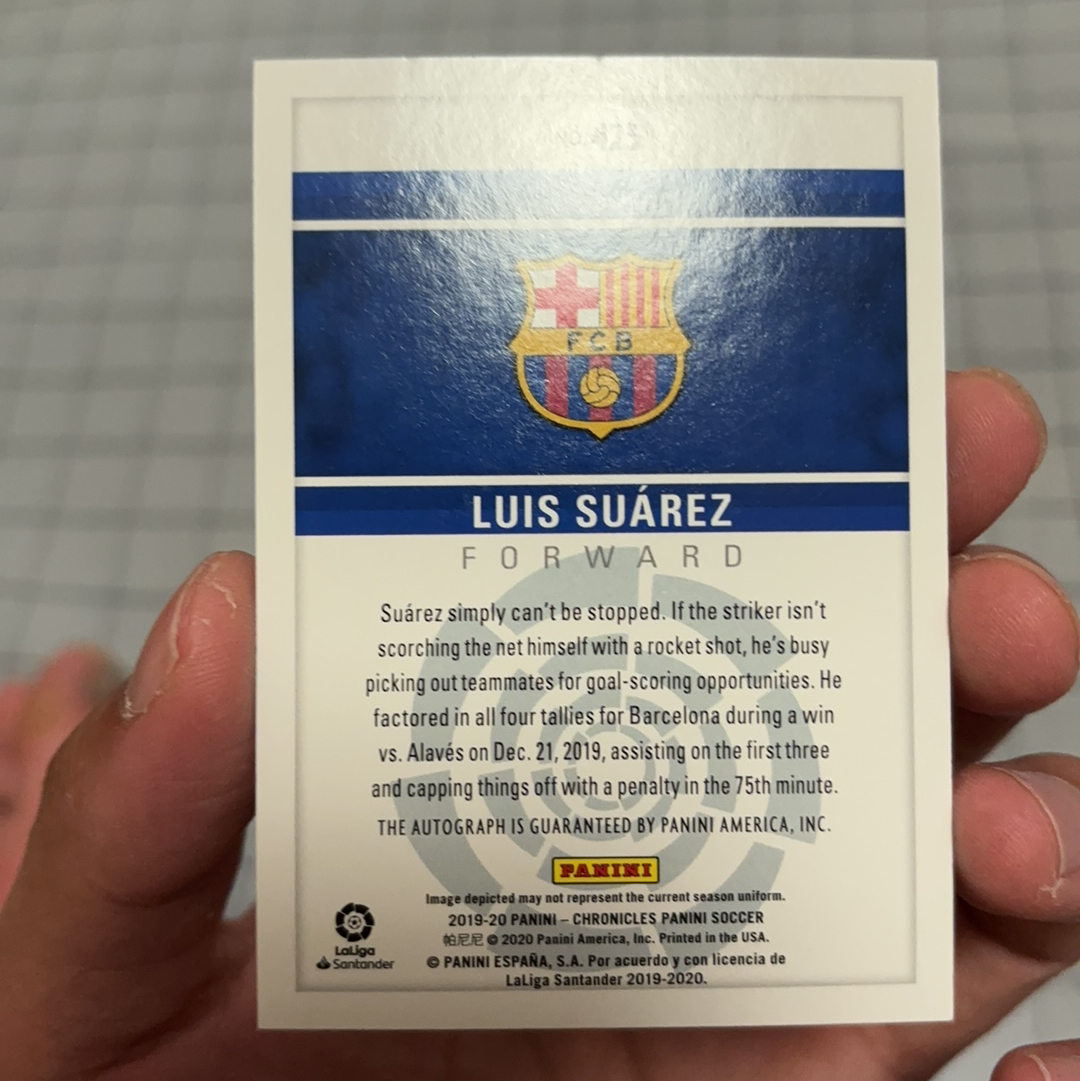 NO. 425
FCB
LUIS SUÁREZ
FORWARD
Suárez simply can't be stopped. If the striker isn't
scorching the net himself with a rocket shot, he's busy
picking out teammates for goal-scoring opportunities. He
factored in all four tallies for Barcelona during a win
vs. Alavés on Dec. 21, 2019, assisting on the first three
and capping things off with a penalty in the 75th minute.
THE AUTOGRAPH IS GUARANTEED BY PANINI AMERICA, INC.
PANINI
Image depicted may not represent the current season uniform.
2019-20 PANINI – CHRONICLES PANINI SOCCER
帕尼尼 © 2020 Panini America, Inc. Printed in the USA.
© PANINI ESPAÑA, S.A. Por acuerdo y con licencia de
LaLiga Santander 2019-2020.
LaLiga
Santander